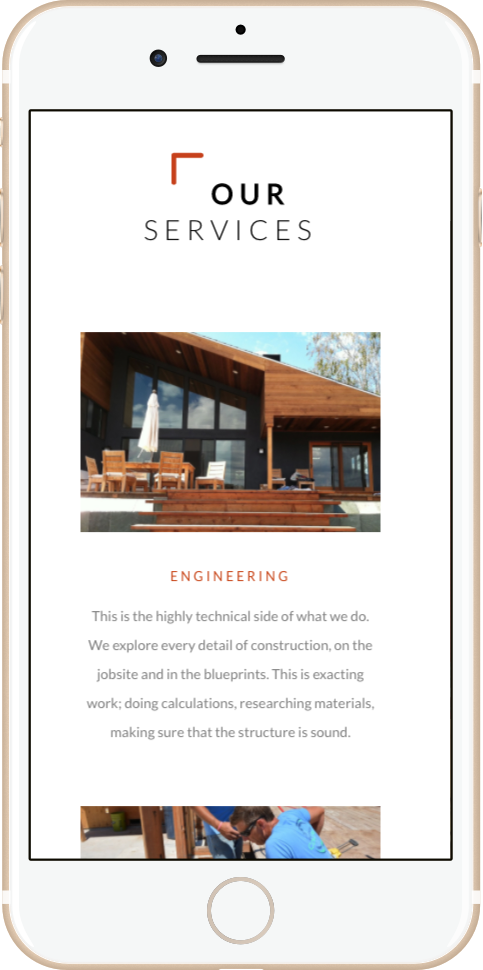 OUR
SERVICES
ENGINEERING
This is the highly technical side of what we do.
We explore every detail of construction, on the
jobsite and in the blueprints. This is exacting
work; doing calculations, researching materials,
making sure that the structure is sound.